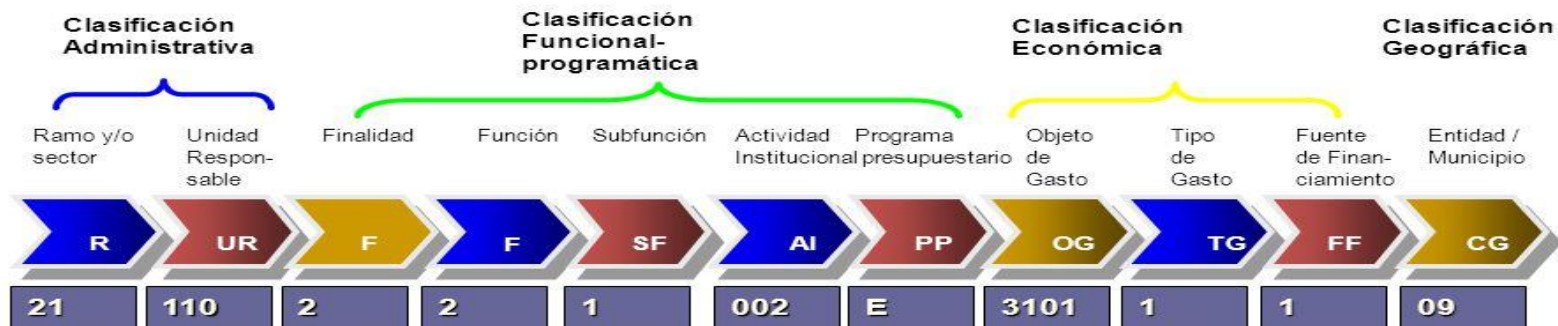 Clasificación
Administrativa
Clasificación
Funcional-
programática
Clasificación
Económica
Clasificación
Geográfica
Ramo y/o
sector
Unidad
Respon-
sable
Finalidad
Función
Subfunción
Actividad
Institucional
Programa
presupuestario
Objeto
de
Gasto
Tipo
de
Gasto
Fuente
de Finan-
ciamiento
Entidad /
Municipio
R UR F F SF AI PP OG TG FF CG
21 110 2 2 1 002 E 3101 1 1 09